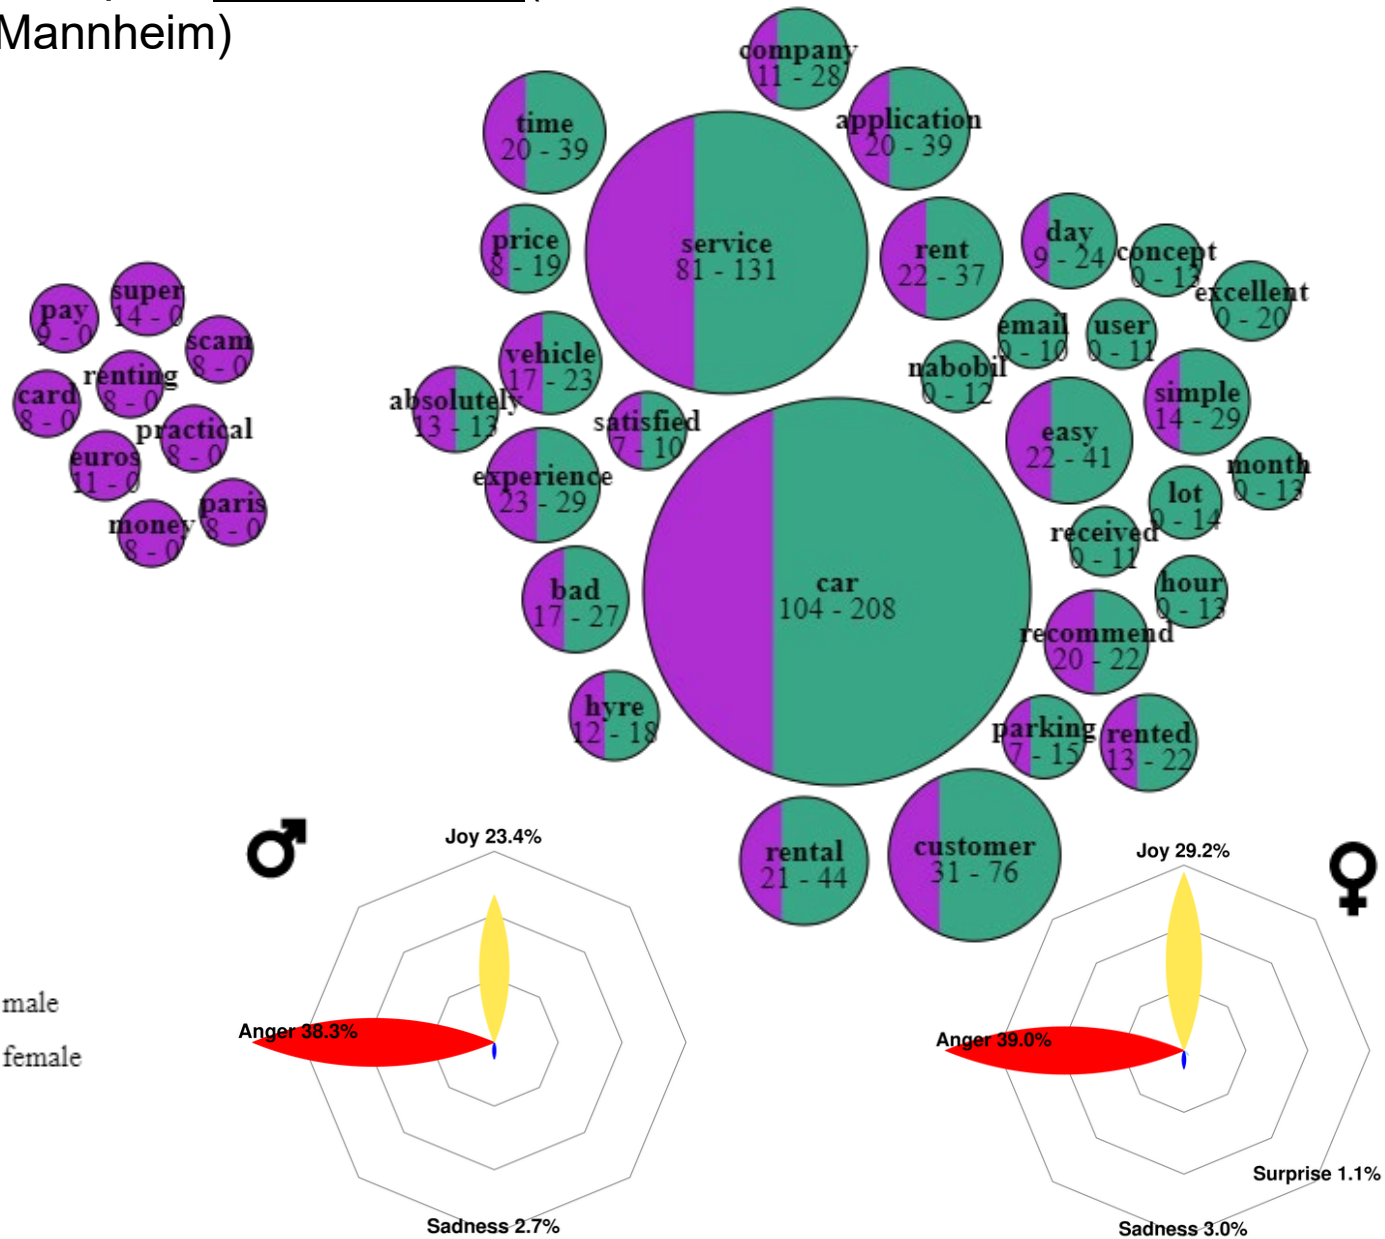 Mannheim)
company
11 - 28
time
20 - 39
application
20 - 39
price
8 - 19
service
81 - 131
rent
22 - 37
day
9 - 24
concept
0 - 13
excellent
0 - 20
email
0 - 10
user
0 - 11
nabobil
0 - 12
vehicle
17 - 23
absolutely
13 - 13
satisfied
7 - 10
experience
23 - 29
simple
14 - 29
easy
22 - 41
month
0 - 13
lot
0 - 14
received
0 - 11
hour
0 - 13
bad
17 - 27
car
104 - 208
recommend
20 - 22
hyre
12 - 18
parking
7 - 15
rented
13 - 22
rental
21 - 44
customer
31 - 76
pay
9 - 0
super
14 - 0
scam
8 - 0
card
8 - 0
renting
8 - 0
practical
8 - 0
euros
11 - 0
money
8 - 0
paris
8 - 0
male
female
Joy 23.4%
Anger 38.3%
Sadness 2.7%
Joy 29.2%
Anger 39.0%
Surprise 1.1%
Sadness 3.0%